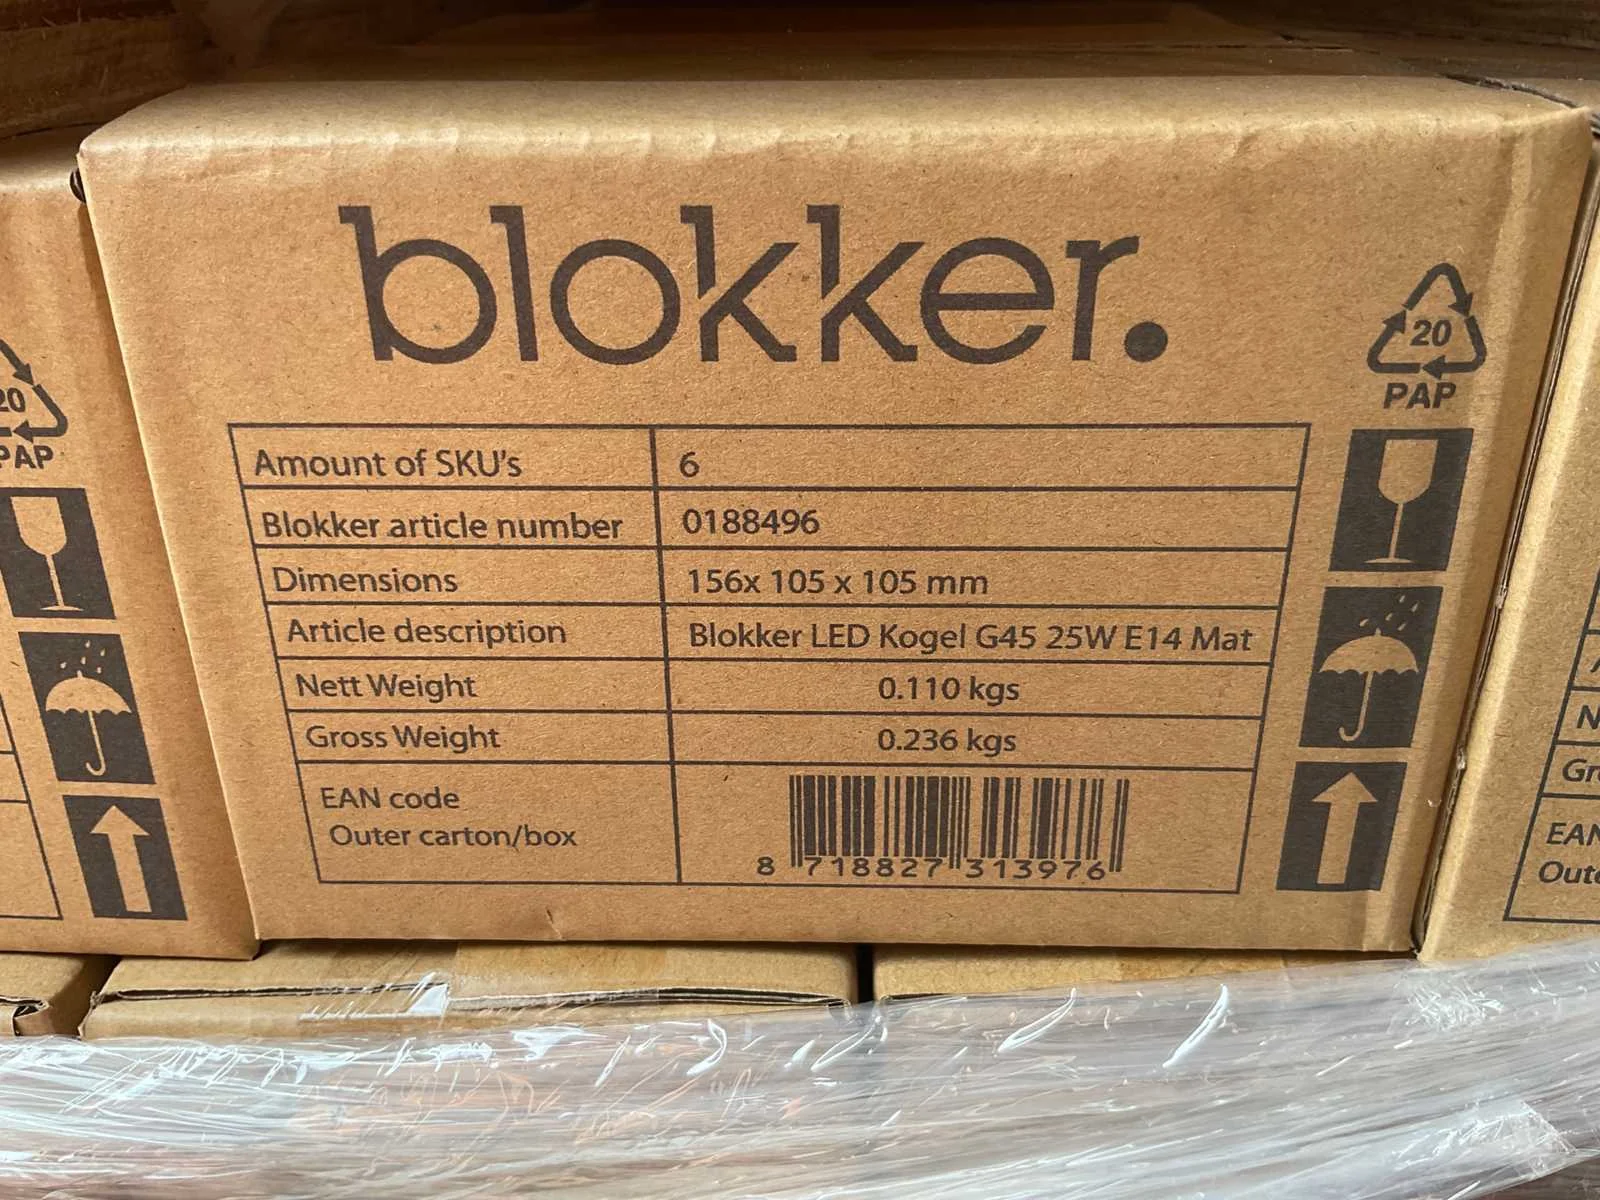 blokker.
20
PAP
Amount of SKU's 6
Blokker article number 0188496
Dimensions 156x 105 x 105 mm
Article description Blokker LED Kogel G45 25W E14 Mat
Nett Weight 0.110 kgs
Gross Weight 0.236 kgs
EAN code
Outer carton/box
8 718827 313976
20
PAP